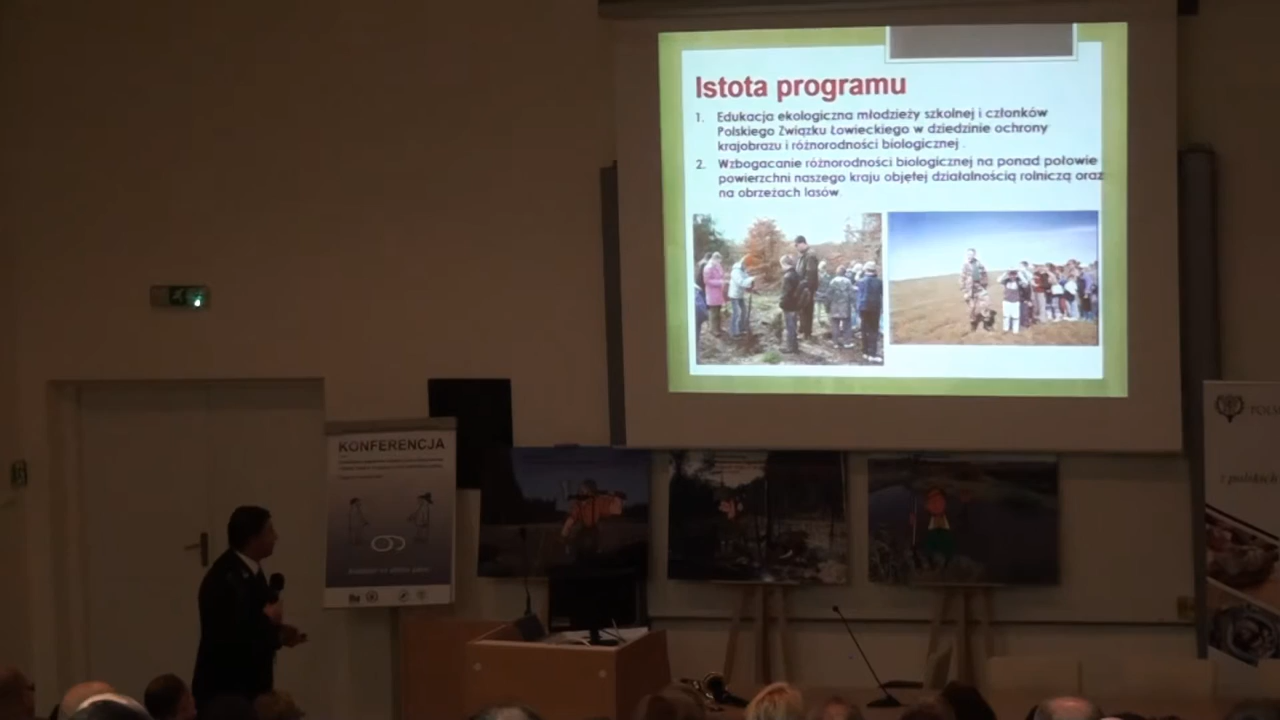 Istota programu
1. Edukacja ekologiczna młodzieży szkolnej i członków
Polskiego Związku Łowieckiego w dziedzinie ochrony
krajobrazu i różnorodności biologicznej .
2. Wzbogacanie różnorodności biologicznej na ponad połowie
powierzchni naszego kraju objętej działalnością rolniczą oraz
na obrzeżach lasów.
KONFERENCJA